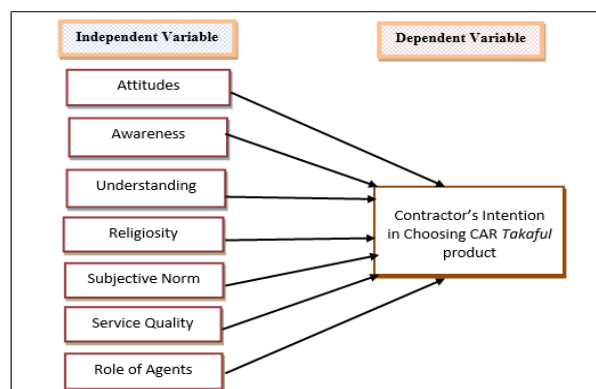 Independent Variable
Dependent Variable
Attitudes
Awareness
Understanding
Religiosity
Subjective Norm
Service Quality
Role of Agents
Contractor's Intention
in Choosing CAR Takaful
product